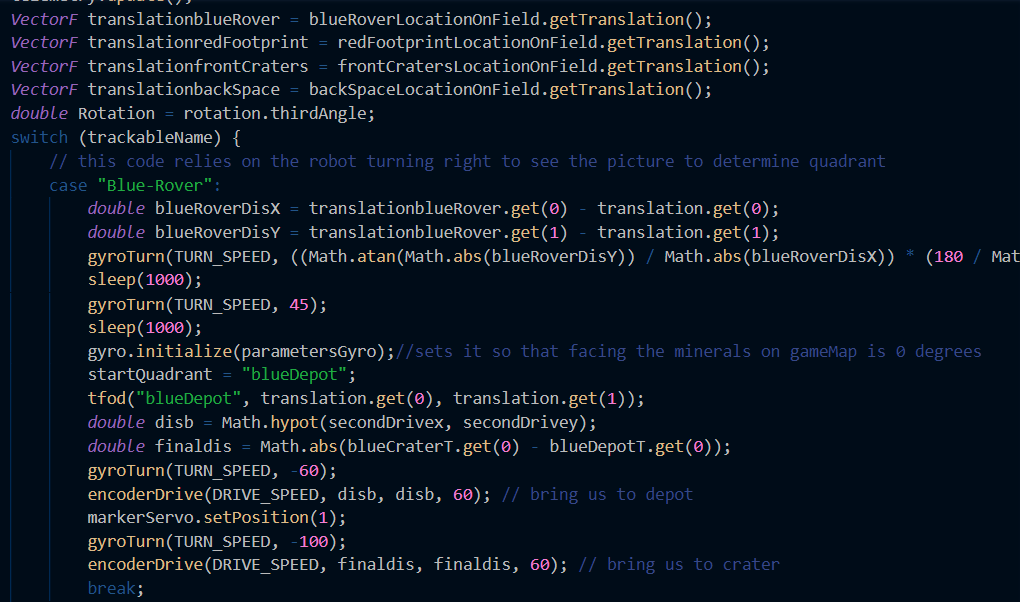 VectorF translationblueRover = blueRoverLocationOnField.getTranslation();
VectorF translationredFootprint = redFootprintLocationOnField.getTranslation();
VectorF translationfrontCraters = frontCratersLocationOnField.getTranslation();
VectorF translationbackSpace = backSpaceLocationOnField.getTranslation();
double Rotation = rotation.thirdAngle;
switch (trackableName) {
    // this code relies on the robot turning right to see the picture to determine quadrant
    case "Blue-Rover":
        double blueRoverDisX = translationblueRover.get(0) - translation.get(0);
        double blueRoverDisY = translationblueRover.get(1) - translation.get(1);
        gyroTurn(TURN_SPEED, ((Math.atan(Math.abs(blueRoverDisY)) / Math.abs(blueRoverDisX)) * (180 / Mat
        sleep(1000);
        gyroTurn(TURN_SPEED, 45);
        sleep(1000);
        gyro.initialize(parametersGyro);//sets it so that facing the minerals on gameMap is 0 degrees
        startQuadrant = "blueDepot";
        tfod("blueDepot", translation.get(0), translation.get(1));
        double disb = Math.hypot(secondDrivex, secondDrivey);
        double finaldis = Math.abs(blueCraterT.get(0) - blueDepotT.get(0));
        gyroTurn(TURN_SPEED, -60);
        encoderDrive(DRIVE_SPEED, disb, disb, 60); // bring us to depot
        markerServo.setPosition(1);
        gyroTurn(TURN_SPEED, -100);
        encoderDrive(DRIVE_SPEED, finaldis, finaldis, 60); // bring us to crater
        break;